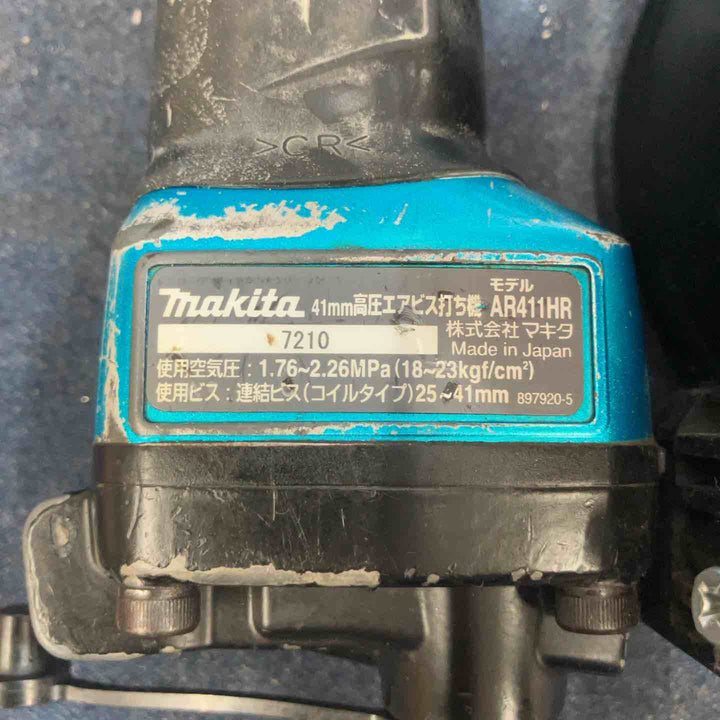 >CR<
makita 41mm高圧エアビス打ち機 モデル AR411HR
7210
株式会社マキタ
Made in Japan
使用空気圧：1.76~2.26MPa(18~23kgf/cm²)
使用ビス：連結ビス(コイルタイプ)25~41mm 897920-5